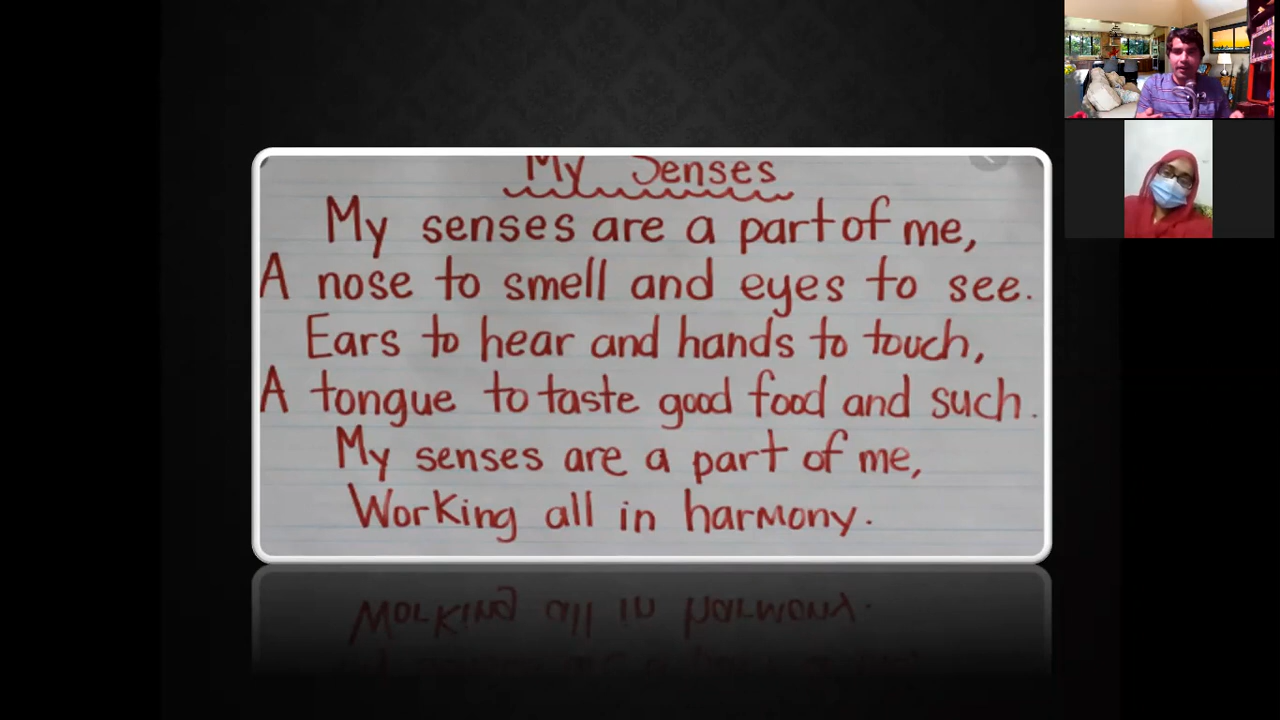 My Senses
My senses are a part of me,
A nose to smell and eyes to see.
Ears to hear and hands to touch,
A tongue to taste good food and such.
My senses are a part of me,
Working all in harmony.